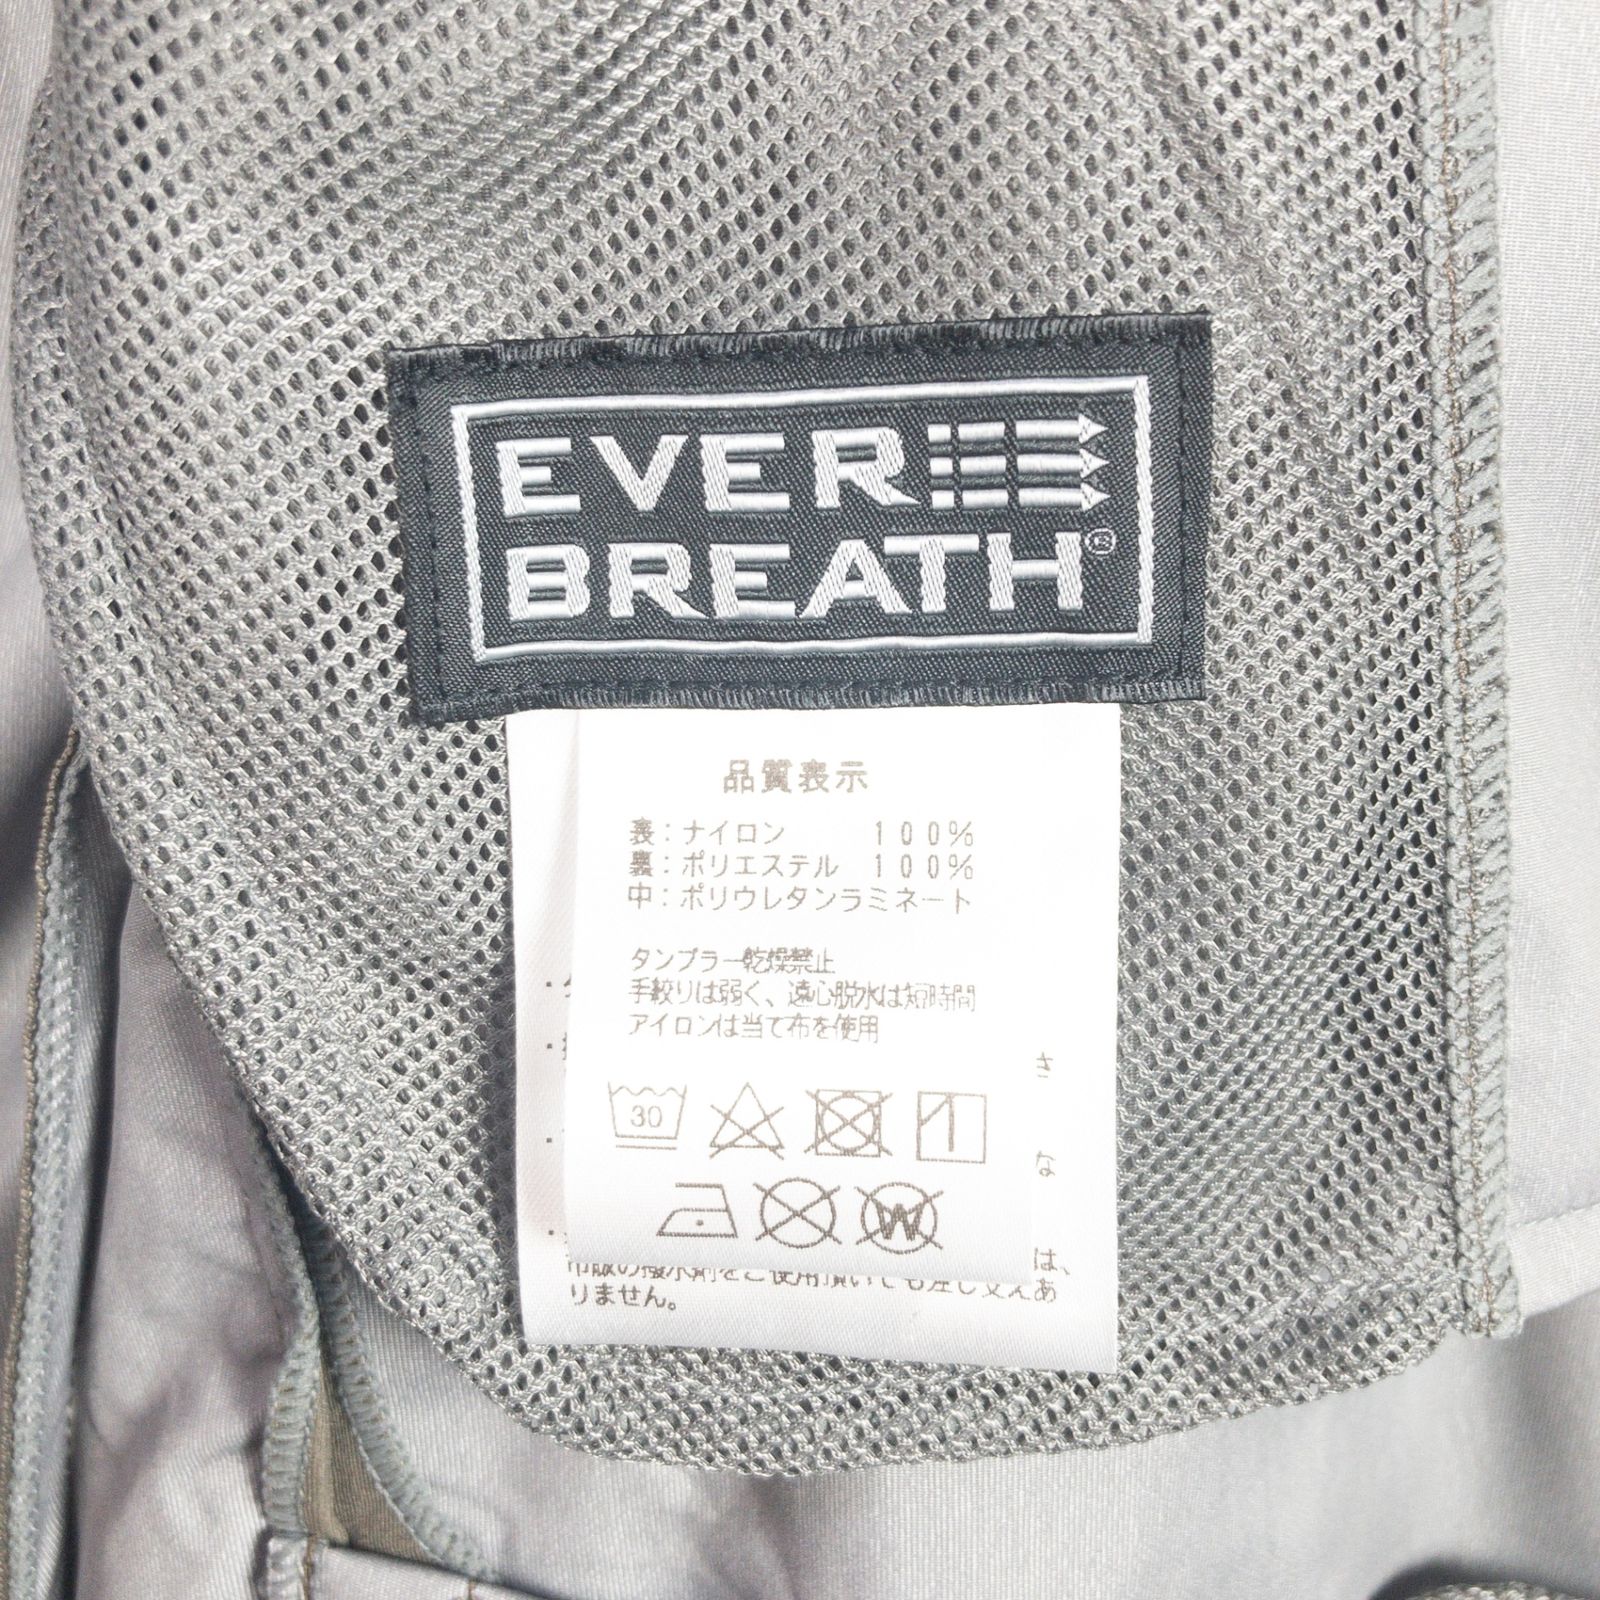 EVER
BREATH®
品質表示
表：ナイロン 100%
裏：ポリエステル 100%
中：ポリウレタンラミネート
タンブラー乾燥禁止
手絞りは弱く、遠心脱水は短時間
アイロンは当て布を使用
さ
30
な
W
は、
市販の撥水剤をご使用頂いても差し支えあ
りません。